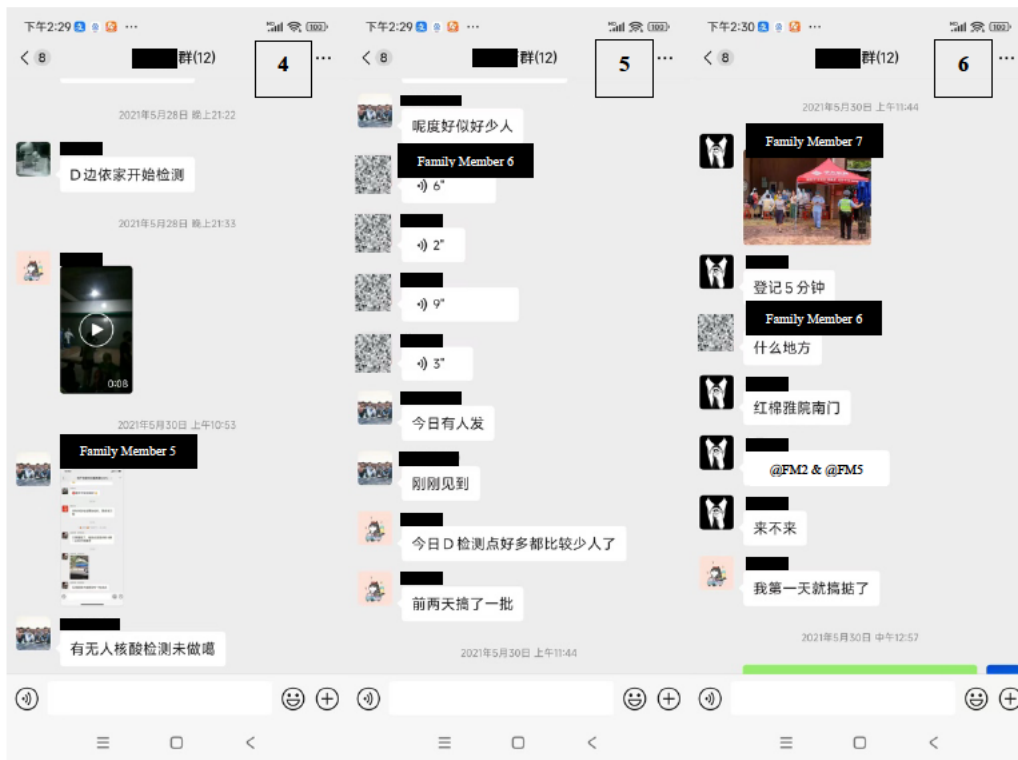 下午2:29
8
群(12)
4
2021年5月28日 晚上21:22
D边依家开始检测
2021年5月28日 晚上21:33
0:08
2021年5月30日 上午10:53
Family Member 5
有无人核酸检测未做噶
下午2:29
8
群(12)
5
呢度好似好少人
Family Member 6
6"
2"
9"
3"
今日有人发
刚刚见到
今日D检测点好多都比较少人了
前两天搞了一批
2021年5月30日 上午11:44
下午2:30
8
群(12)
6
2021年5月30日 上午11:44
Family Member 7
登记5分钟
Family Member 6
什么地方
红棉雅院南门
@FM2 & @FM5
来不来
我第一天就搞掂了
2021年5月30日 中午12:57